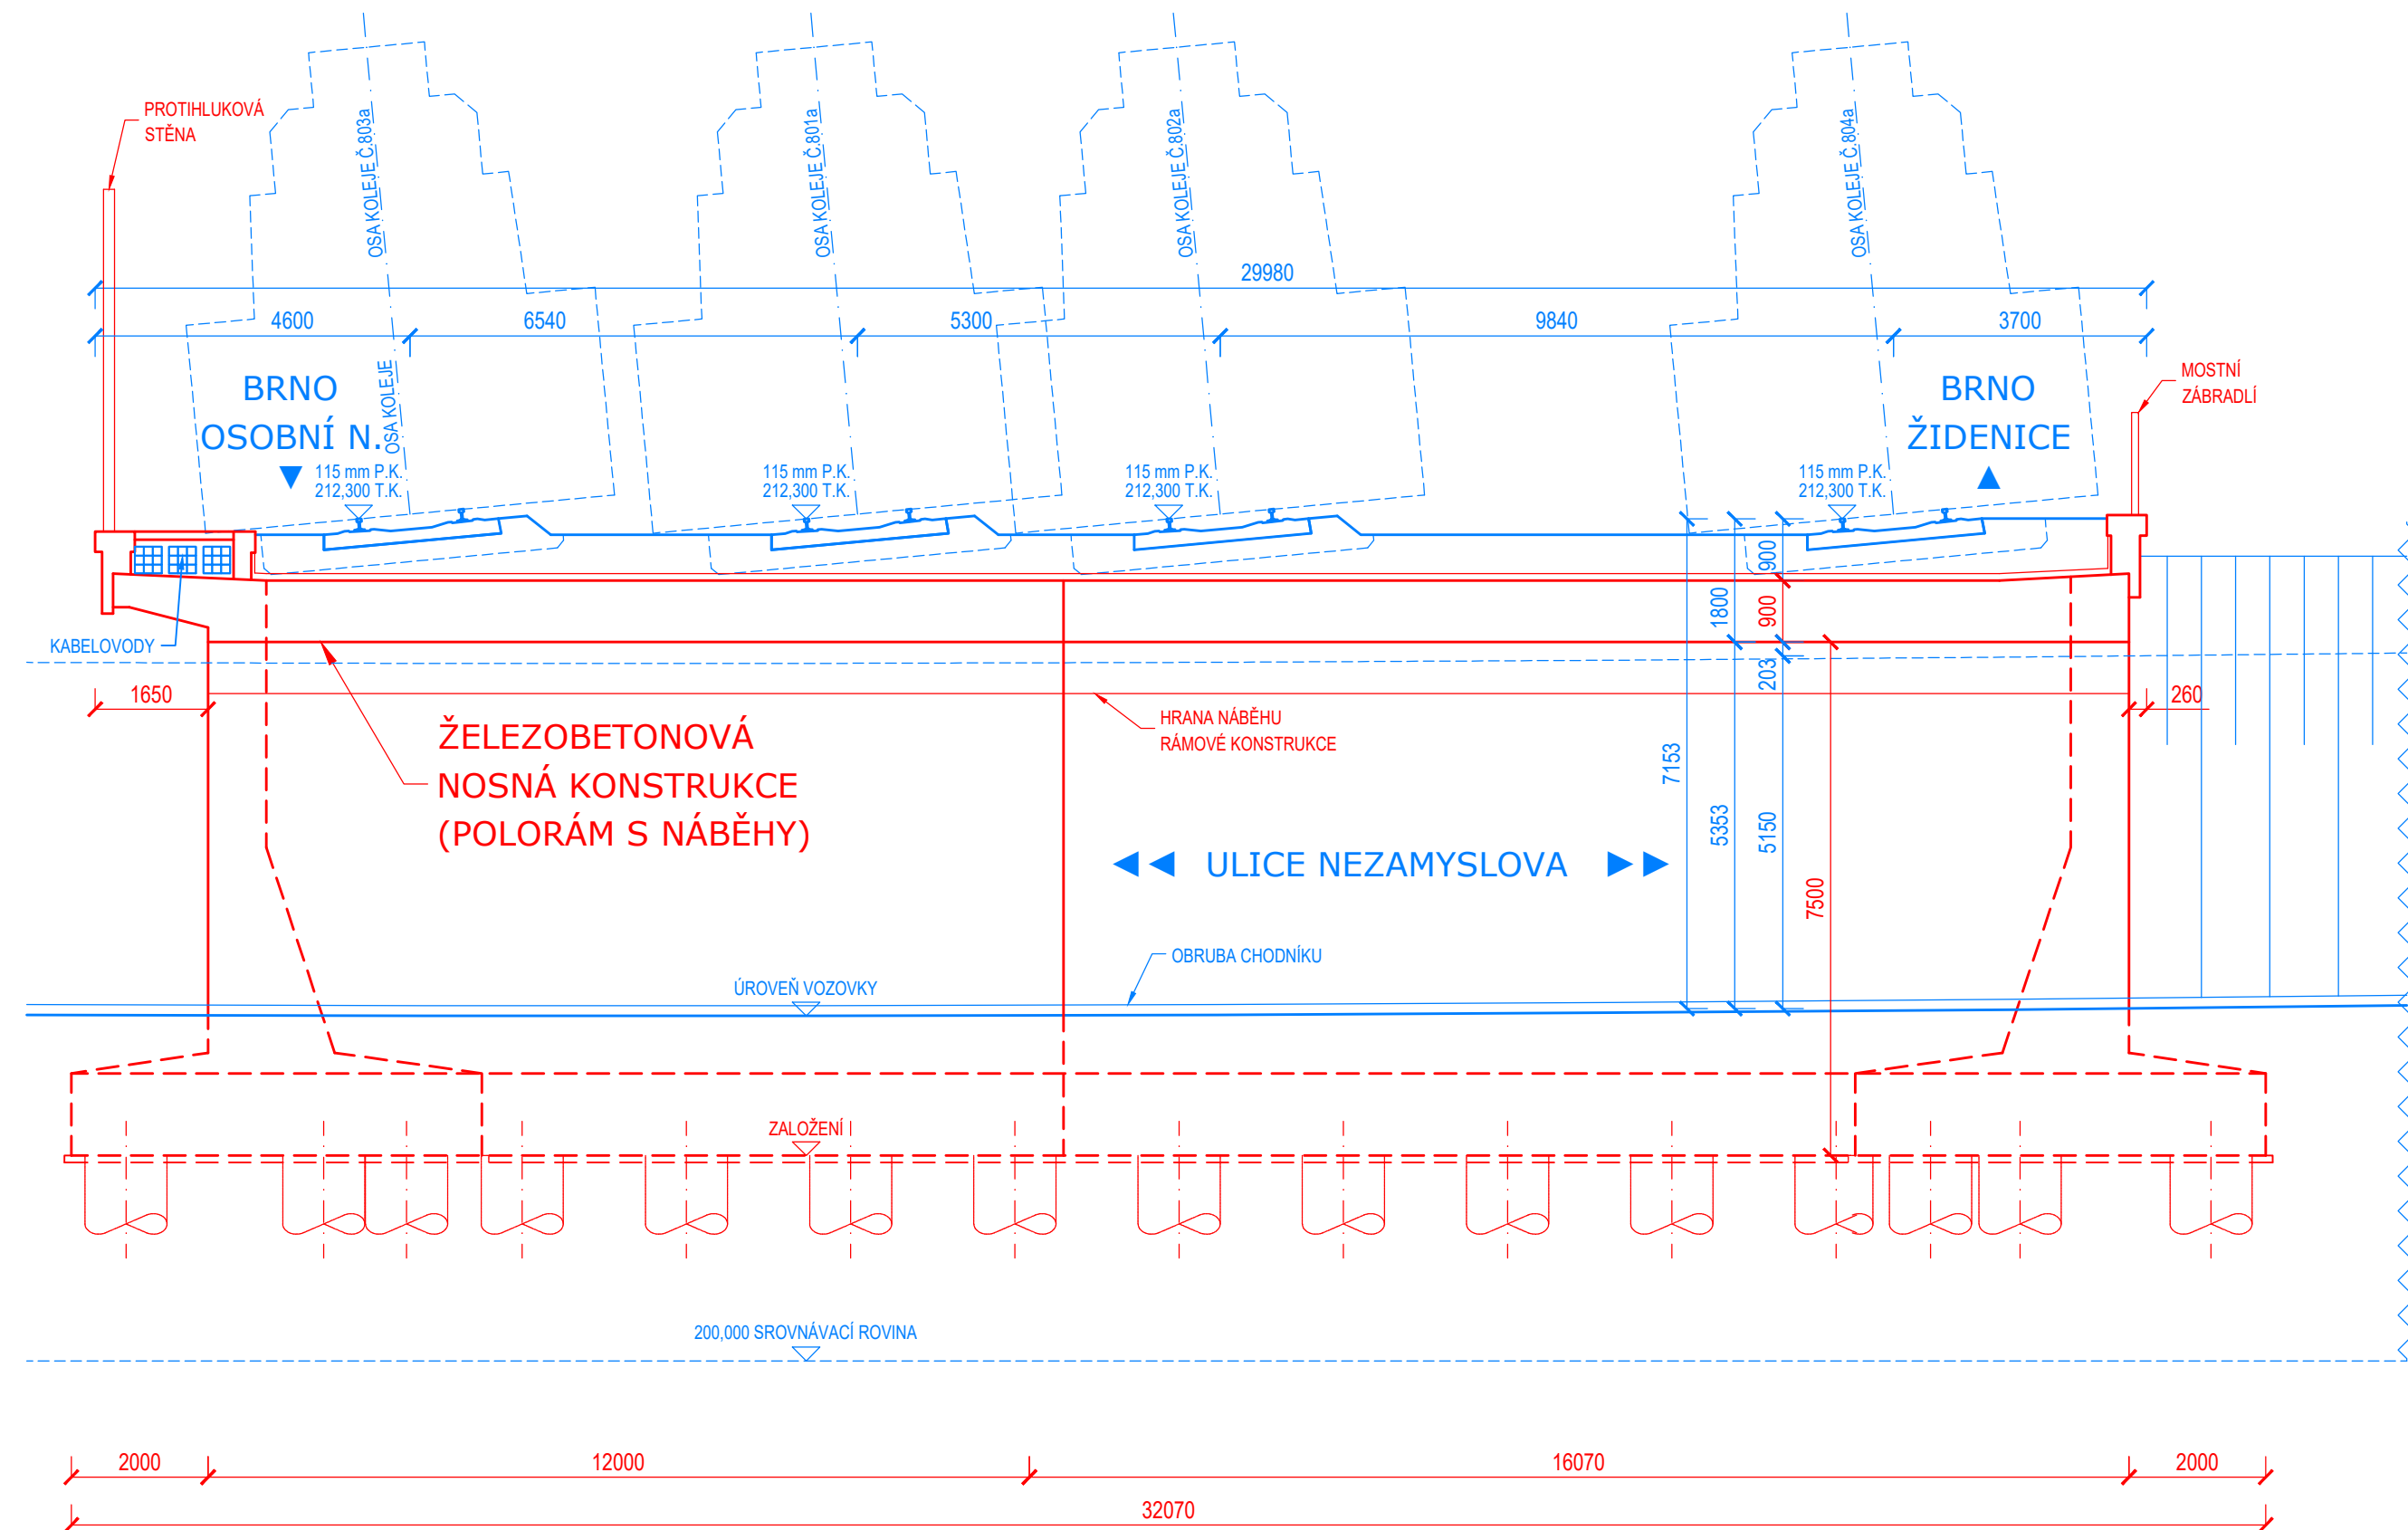 PROTIHLUKOVÁ
STĚNA
OSA KOLEJE Č.803a
OSA KOLEJE Č.801a
OSA KOLEJE Č.802a
OSA KOLEJE Č.804a
29980
4600
6540
5300
9840
3700
OSA KOLEJE
BRNO
OSOBNÍ N.
BRNO
ŽIDENICE
MOSTNÍ
ZÁBRADLÍ
115 mm P.K.
212,300 T.K.
115 mm P.K.
212,300 T.K.
115 mm P.K.
212,300 T.K.
115 mm P.K.
212,300 T.K.
900
1800
900
KABELOVODY
203
1650
260
HRANA NÁBĚHU
RÁMOVÉ KONSTRUKCE
ŽELEZOBETONOVÁ
NOSNÁ KONSTRUKCE
(POLORÁM S NÁBĚHY)
7153
5353
5150
7500
◀◀ ULICE NEZAMYSLOVA ▶▶
OBRUBA CHODNÍKU
ÚROVEŇ VOZOVKY
ZALOŽENÍ
200,000 SROVNÁVACÍ ROVINA
2000
12000
16070
2000
32070